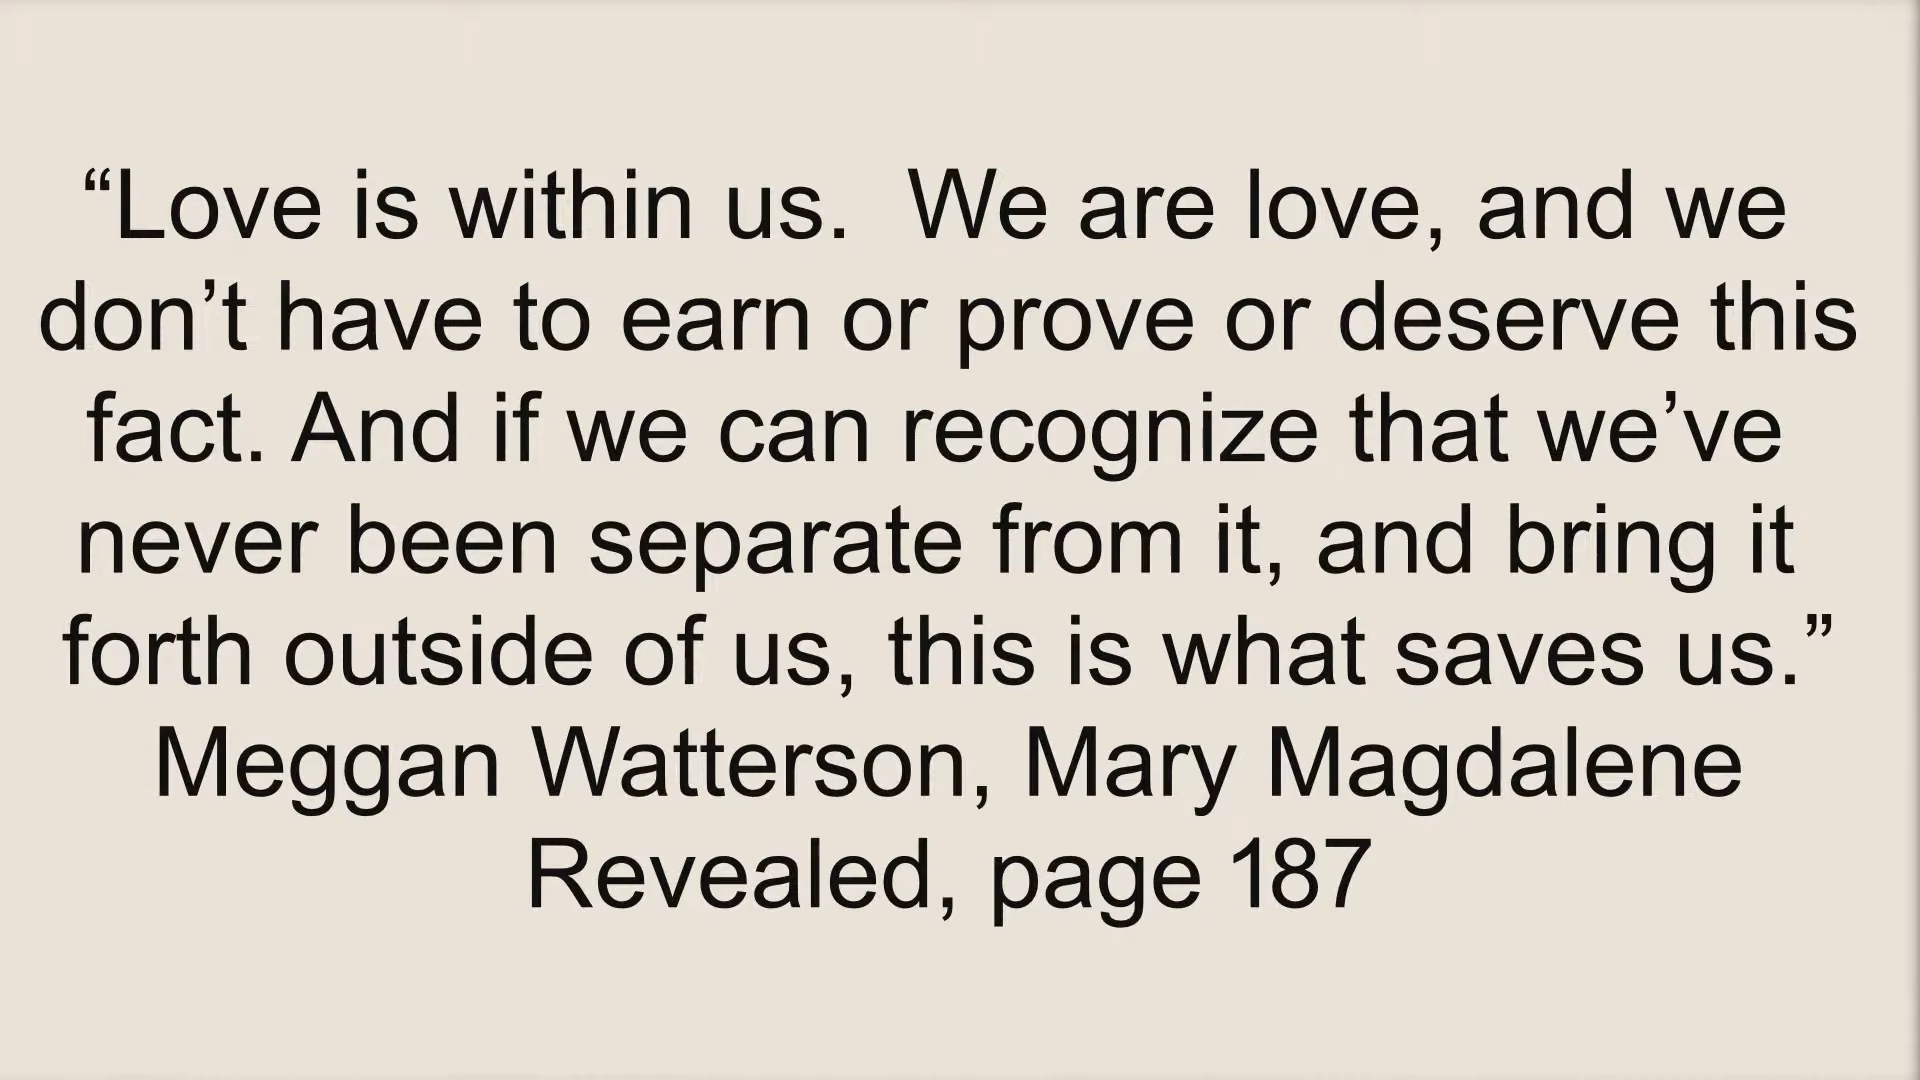 “Love is within us.  We are love, and we
don’t have to earn or prove or deserve this
fact. And if we can recognize that we’ve
never been separate from it, and bring it
forth outside of us, this is what saves us.”
Meggan Watterson, Mary Magdalene
Revealed, page 187